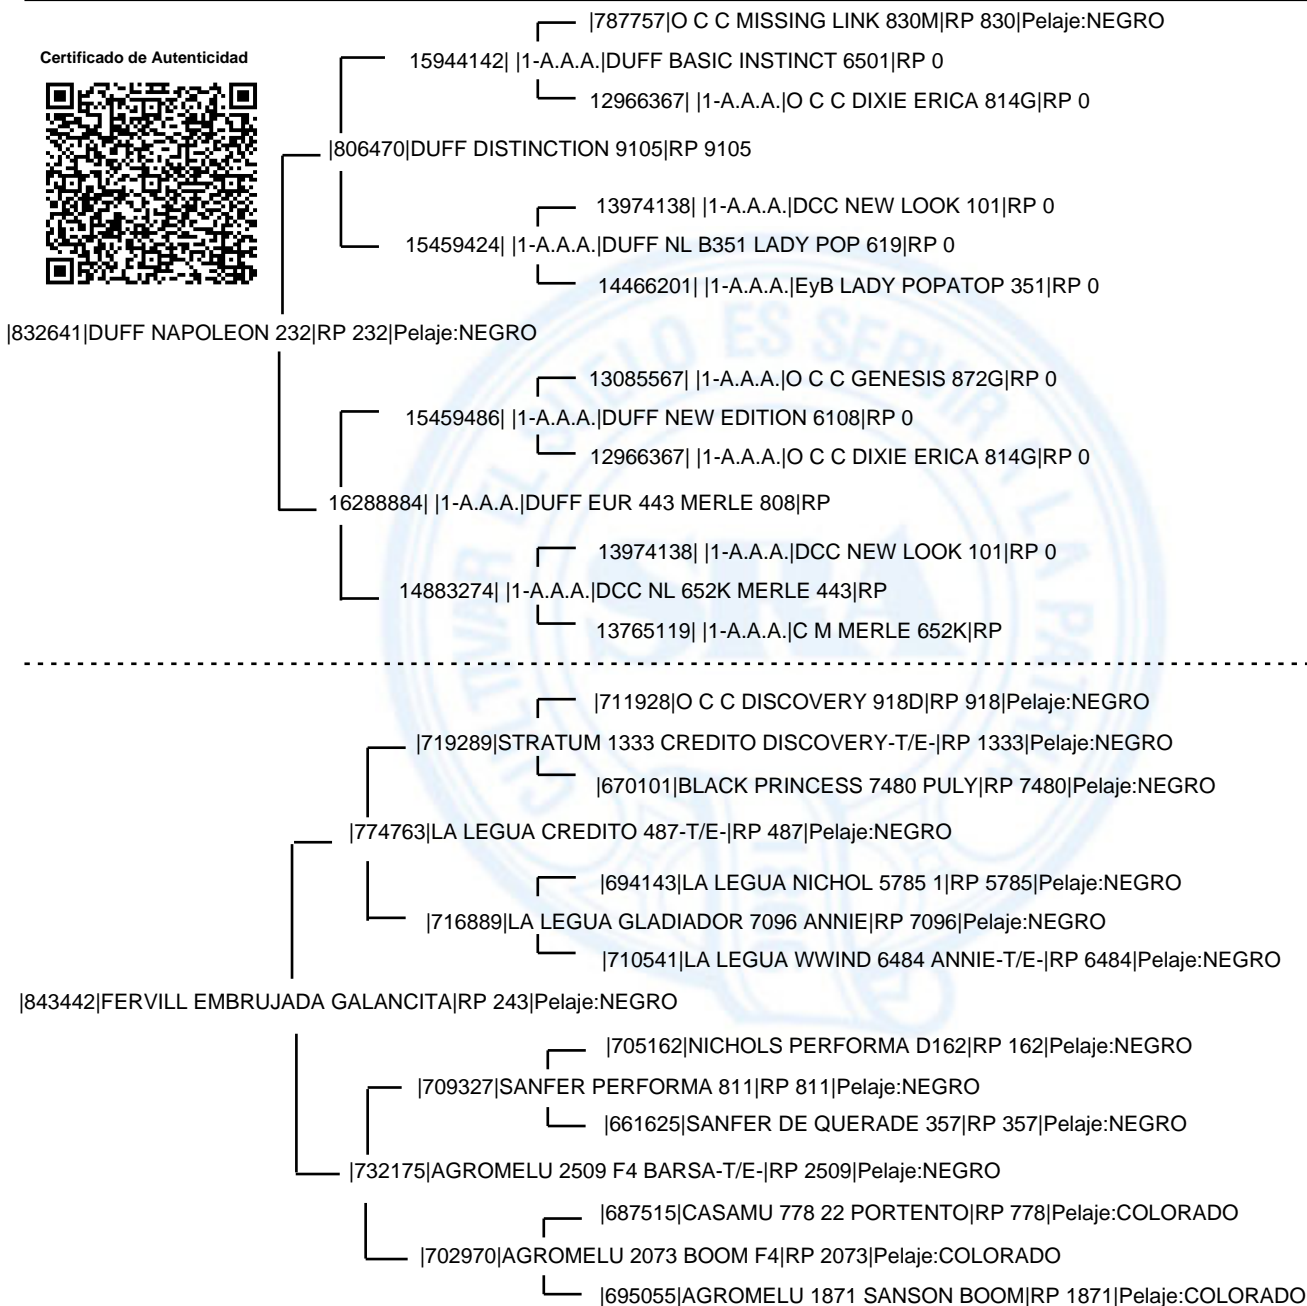 |787757|O C C MISSING LINK 830M|RP 830|Pelaje:NEGRO
Certificado de Autenticidad
15944142| |1-A.A.A.|DUFF BASIC INSTINCT 6501|RP 0
12966367| |1-A.A.A.|O C C DIXIE ERICA 814G|RP 0
|806470|DUFF DISTINCTION 9105|RP 9105
13974138| |1-A.A.A.|DCC NEW LOOK 101|RP 0
15459424| |1-A.A.A.|DUFF NL B351 LADY POP 619|RP 0
14466201| |1-A.A.A.|EyB LADY POPATOP 351|RP 0
|832641|DUFF NAPOLEON 232|RP 232|Pelaje:NEGRO
13085567| |1-A.A.A.|O C C GENESIS 872G|RP 0
15459486| |1-A.A.A.|DUFF NEW EDITION 6108|RP 0
12966367| |1-A.A.A.|O C C DIXIE ERICA 814G|RP 0
16288884| |1-A.A.A.|DUFF EUR 443 MERLE 808|RP
13974138| |1-A.A.A.|DCC NEW LOOK 101|RP 0
14883274| |1-A.A.A.|DCC NL 652K MERLE 443|RP
13765119| |1-A.A.A.|C M MERLE 652K|RP
|711928|O C C DISCOVERY 918D|RP 918|Pelaje:NEGRO
|719289|STRATUM 1333 CREDITO DISCOVERY-T/E-|RP 1333|Pelaje:NEGRO
|670101|BLACK PRINCESS 7480 PULY|RP 7480|Pelaje:NEGRO
|774763|LA LEGUA CREDITO 487-T/E-|RP 487|Pelaje:NEGRO
|694143|LA LEGUA NICHOL 5785 1|RP 5785|Pelaje:NEGRO
|716889|LA LEGUA GLADIADOR 7096 ANNIE|RP 7096|Pelaje:NEGRO
|710541|LA LEGUA WWIND 6484 ANNIE-T/E-|RP 6484|Pelaje:NEGRO
|843442|FERVILL EMBRUJADA GALANCITA|RP 243|Pelaje:NEGRO
|705162|NICHOLS PERFORMA D162|RP 162|Pelaje:NEGRO
|709327|SANFER PERFORMA 811|RP 811|Pelaje:NEGRO
|661625|SANFER DE QUERADE 357|RP 357|Pelaje:NEGRO
|732175|AGROMELU 2509 F4 BARSA-T/E-|RP 2509|Pelaje:NEGRO
|687515|CASAMU 778 22 PORTENTO|RP 778|Pelaje:COLORADO
|702970|AGROMELU 2073 BOOM F4|RP 2073|Pelaje:COLORADO
|695055|AGROMELU 1871 SANSON BOOM|RP 1871|Pelaje:COLORADO
CULTIVAR EL SUELO ES SERVIR A LA PATRIA